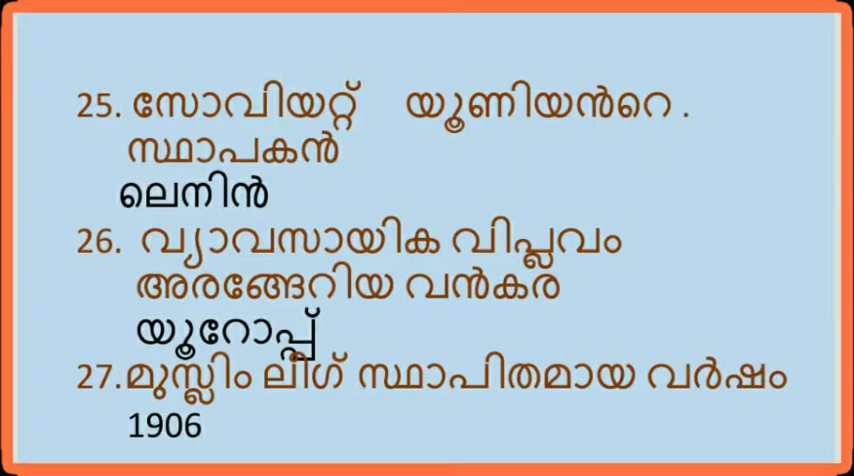 25. സോവിയറ്റ് യൂണിയൻറെ .
സ്ഥാപകൻ
ലെനിൻ
26. വ്യാവസായിക വിപ്ലവം
അരങ്ങേറിയ വൻകര
യൂറോപ്പ്
27.മുസ്ലിം ലീഗ് സ്ഥാപിതമായ വർഷം
1906